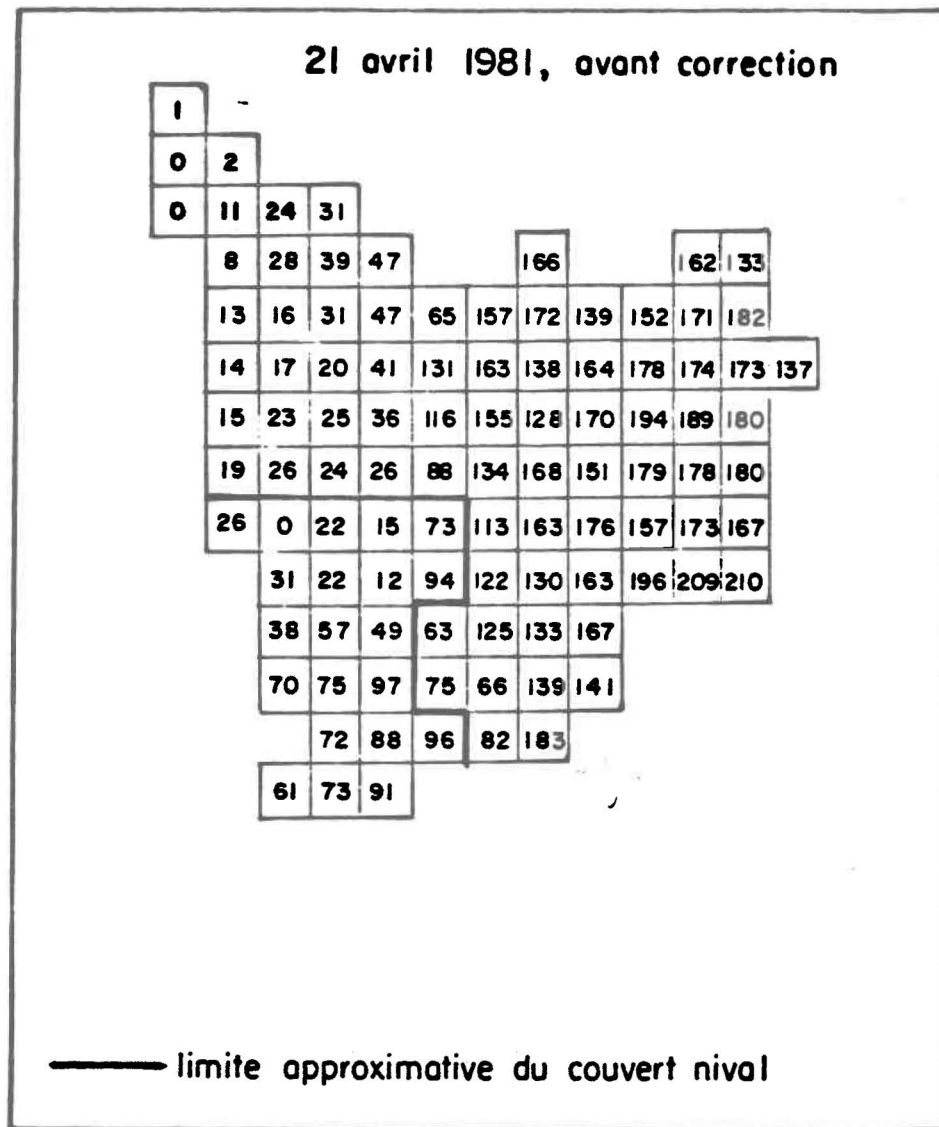 21 avril 1981, avant correction
1
0 2
0 11 24 31
8 28 39 47 166 162 133
13 16 31 47 65 157 172 139 152 171 182
14 17 20 41 131 163 138 164 178 174 173 137
15 23 25 36 116 155 128 170 194 189 180
19 26 24 26 88 134 168 151 179 178 180
26 0 22 15 73 113 163 176 157 173 167
31 22 12 94 122 130 163 196 209 210
38 57 49 63 125 133 167
70 75 97 75 66 139 141
72 88 96 82 183
61 73 91
limite approximative du couvert nival